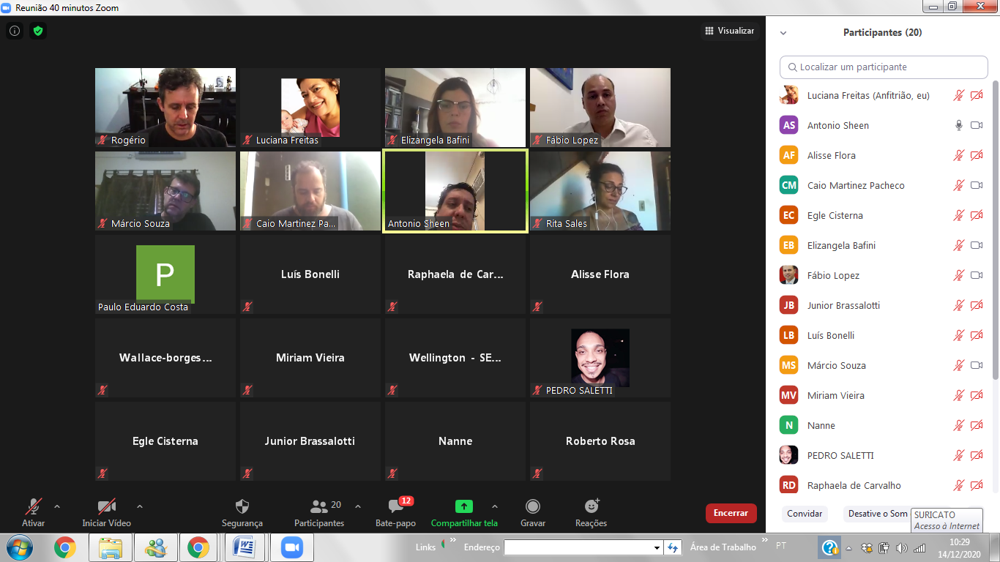 Reunião 40 minutos Zoom
Visualizar
Rogério
Luciana Freitas
Elizangela Bafini
Fábio Lopez
Márcio Souza
Caio Martinez Pa...
Antonio Sheen
Rita Sales
P
Paulo Eduardo Costa
Luís Bonelli
Raphaela de Car...
Alisse Flora
Wallace-borges...
Miriam Vieira
Wellington - SE...
PEDRO SALETTI
Egle Cisterna
Junior Brassalotti
Nanne
Roberto Rosa
Participantes (20)
Localizar um participante
Luciana Freitas (Anfitrião, eu)
AS Antonio Sheen
AF Alisse Flora
CM Caio Martinez Pacheco
EC Egle Cisterna
EB Elizangela Bafini
Fábio Lopez
JB Junior Brassalotti
LB Luís Bonelli
MS Márcio Souza
MV Miriam Vieira
N Nanne
PEDRO SALETTI
RD Raphaela de Carvalho
Convidar
Desative o Som
SURICATO
Acesso à Internet
Ativar
Iniciar Vídeo
Segurança
Participantes
20
Bate-papo
12
Compartilhar tela
Gravar
Reações
Encerrar
Links
Endereço
Área de Trabalho
PT
10:29
14/12/2020